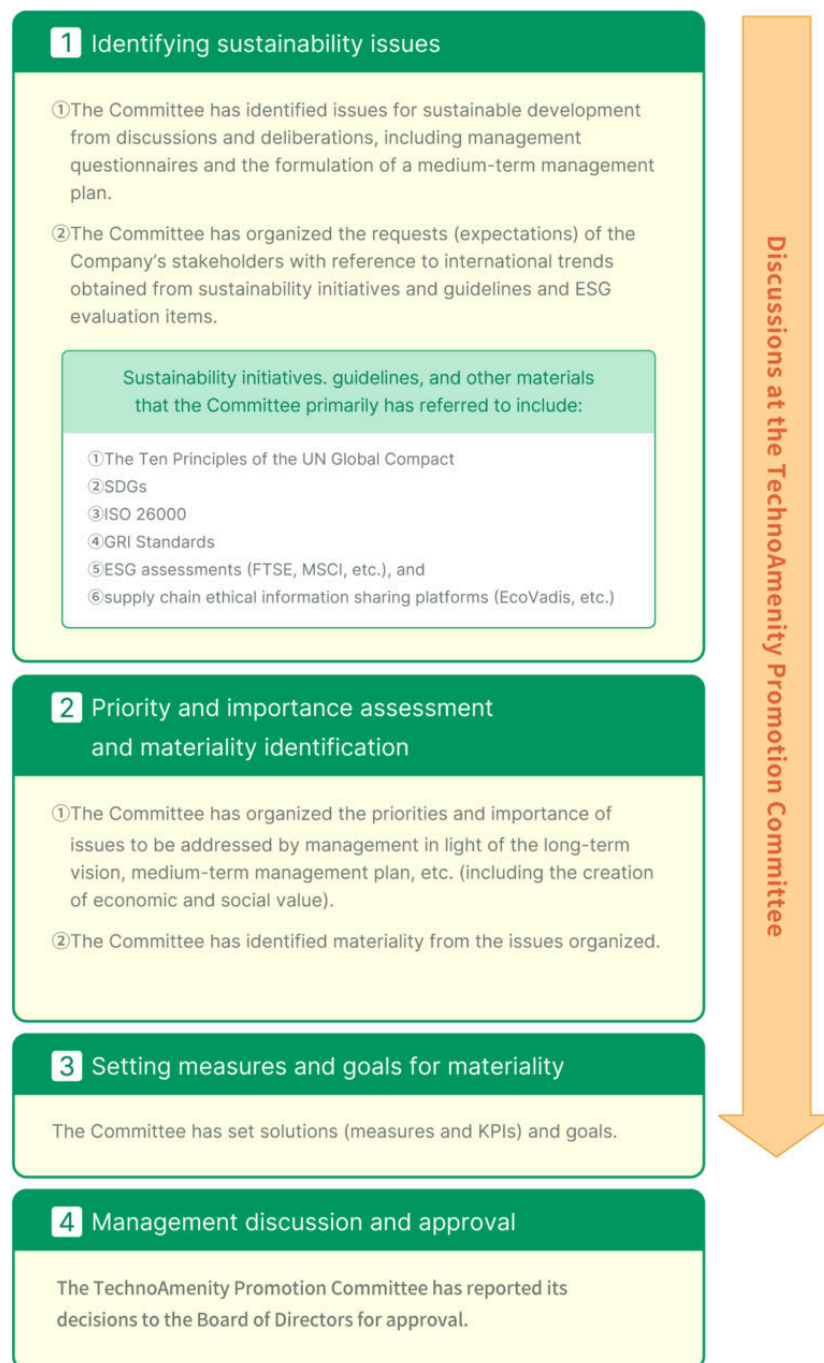 1 Identifying sustainability issues
①The Committee has identified issues for sustainable development
from discussions and deliberations, including management
questionnaires and the formulation of a medium-term management
plan.
②The Committee has organized the requests (expectations) of the
Company’s stakeholders with reference to international trends
obtained from sustainability initiatives and guidelines and ESG
evaluation items.
Sustainability initiatives. guidelines, and other materials
that the Committee primarily has referred to include:
①The Ten Principles of the UN Global Compact
②SDGs
③ISO 26000
④GRI Standards
⑤ESG assessments (FTSE, MSCI, etc.), and
⑥supply chain ethical information sharing platforms (EcoVadis, etc.)
2 Priority and importance assessment
and materiality identification
①The Committee has organized the priorities and importance of
issues to be addressed by management in light of the long-term
vision, medium-term management plan, etc. (including the creation
of economic and social value).
②The Committee has identified materiality from the issues organized.
3 Setting measures and goals for materiality
The Committee has set solutions (measures and KPIs) and goals.
4 Management discussion and approval
The TechnoAmenity Promotion Committee has reported its
decisions to the Board of Directors for approval.
Discussions at the TechnoAmenity Promotion Committee